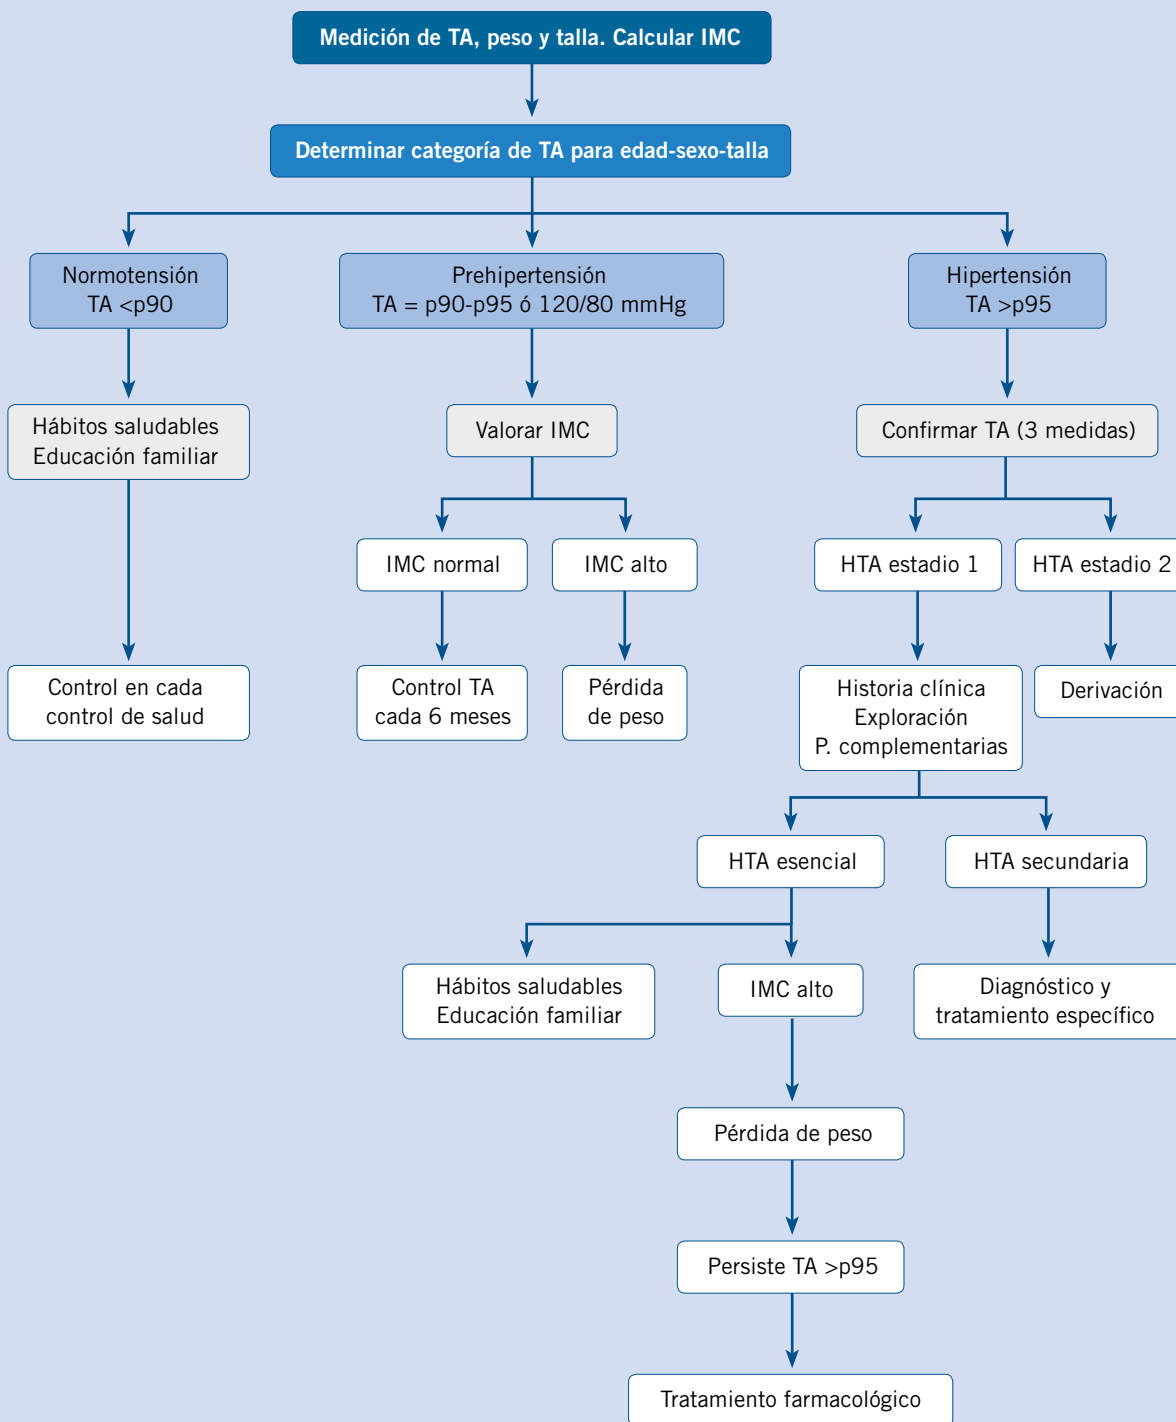 Medición de TA, peso y talla. Calcular IMC
Determinar categoría de TA para edad-sexo-talla
Normotensión
TA <p90
Prehipertensión
TA = p90-p95 ó 120/80 mmHg
Hipertensión
TA >p95
Hábitos saludables
Educación familiar
Valorar IMC
Confirmar TA (3 medidas)
IMC normal
IMC alto
HTA estadio 1
HTA estadio 2
Control en cada
control de salud
Control TA
cada 6 meses
Pérdida
de peso
Historia clínica
Exploración
P. complementarias
Derivación
HTA esencial
HTA secundaria
Hábitos saludables
Educación familiar
IMC alto
Diagnóstico y
tratamiento específico
Pérdida de peso
Persiste TA >p95
Tratamiento farmacológico